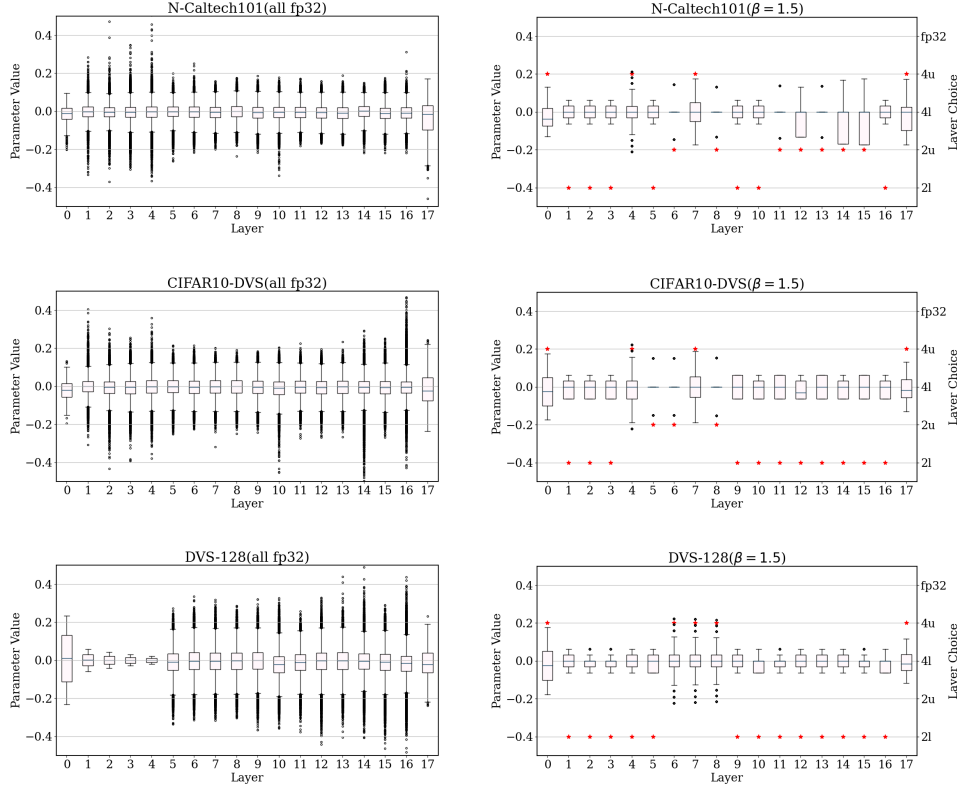 N-Caltech101(all fp32)
Parameter Value
0.4
0.2
0.0
−0.2
−0.4
0 1 2 3 4 5 6 7 8 9 10 11 12 13 14 15 16 17
Layer
N-Caltech101(β = 1.5)
Parameter Value
0.4
0.2
0.0
−0.2
−0.4
fp32
4u
4l
2u
2l
Layer Choice
0 1 2 3 4 5 6 7 8 9 10 11 12 13 14 15 16 17
Layer
CIFAR10-DVS(all fp32)
Parameter Value
0.4
0.2
0.0
−0.2
−0.4
0 1 2 3 4 5 6 7 8 9 10 11 12 13 14 15 16 17
Layer
CIFAR10-DVS(β = 1.5)
Parameter Value
0.4
0.2
0.0
−0.2
−0.4
fp32
4u
4l
2u
2l
Layer Choice
0 1 2 3 4 5 6 7 8 9 10 11 12 13 14 15 16 17
Layer
DVS-128(all fp32)
Parameter Value
0.4
0.2
0.0
−0.2
−0.4
0 1 2 3 4 5 6 7 8 9 10 11 12 13 14 15 16 17
Layer
DVS-128(β = 1.5)
Parameter Value
0.4
0.2
0.0
−0.2
−0.4
fp32
4u
4l
2u
2l
Layer Choice
0 1 2 3 4 5 6 7 8 9 10 11 12 13 14 15 16 17
Layer